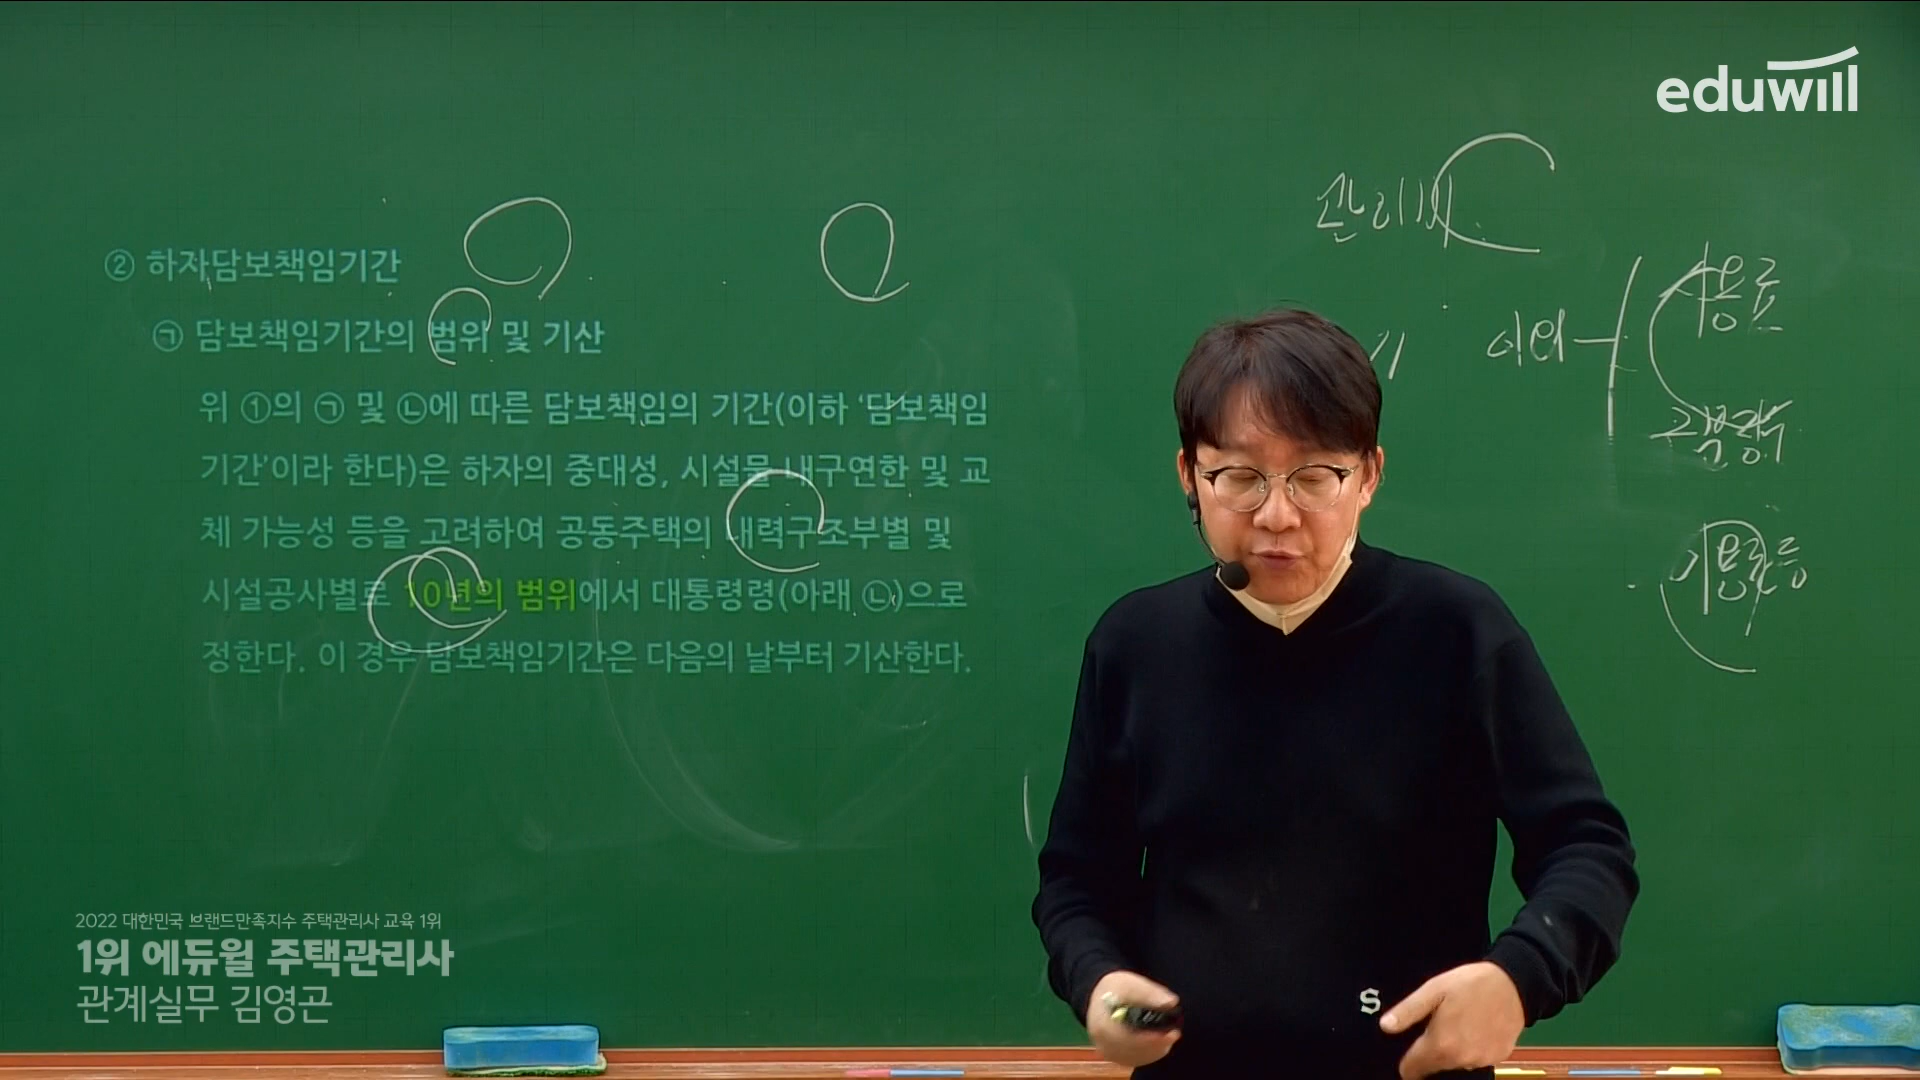 eduwill
② 하자담보책임기간
㉠ 담보책임기간의 범위 및 기산
위 ①의 ㉠ 및 ㉡에 따른 담보책임의 기간(이하 ‘담보책임
기간’이라 한다)은 하자의 중대성, 시설물 내구연한 및 교
체 가능성 등을 고려하여 공동주택의 내력구조부별 및
시설공사별로 10년의 범위에서 대통령령(아래 ㉡)으로
정한다. 이 경우 담보책임기간은 다음의 날부터 기산한다.
관리비
이외
사용료
S
2022 대한민국 브랜드만족지수 주택관리사 교육 1위
1위 에듀윌 주택관리사
관계실무 김영곤